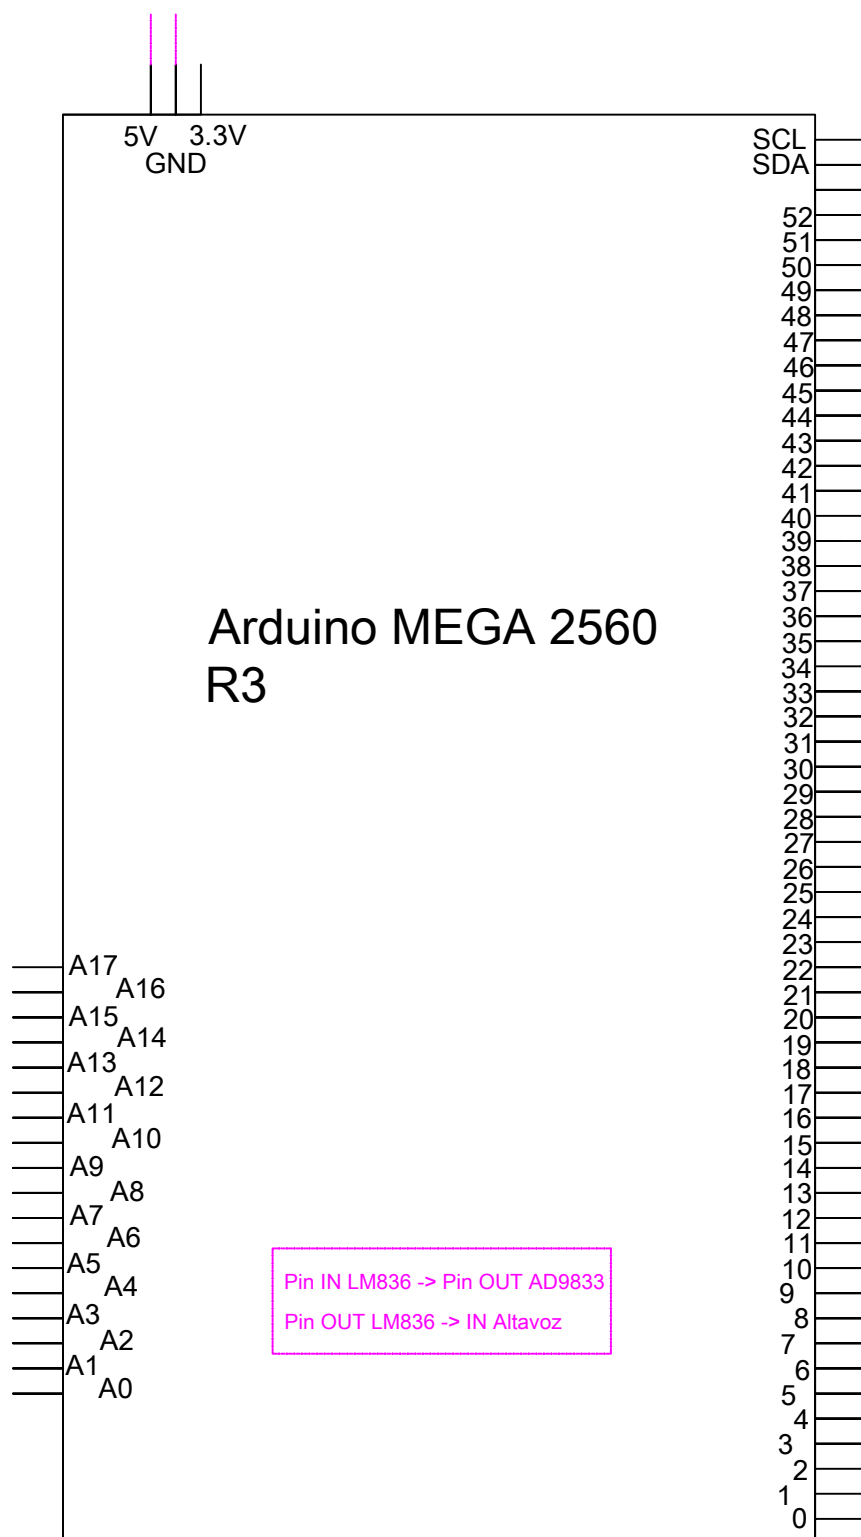 5V 3.3V
GND
SCL
SDA
52
51
50
49
48
47
46
45
44
43
42
41
40
39
38
37
36
35
34
33
32
31
30
29
28
27
26
25
24
23
22
21
20
19
18
17
16
15
14
13
12
11
10
9
8
7
6
5
4
3
2
1
0
Arduino MEGA 2560
R3
A17
A16
A15
A14
A13
A12
A11
A10
A9
A8
A7
A6
A5
A4
A3
A2
A1
A0
Pin IN LM836 -> Pin OUT AD9833
Pin OUT LM836 -> IN Altavoz